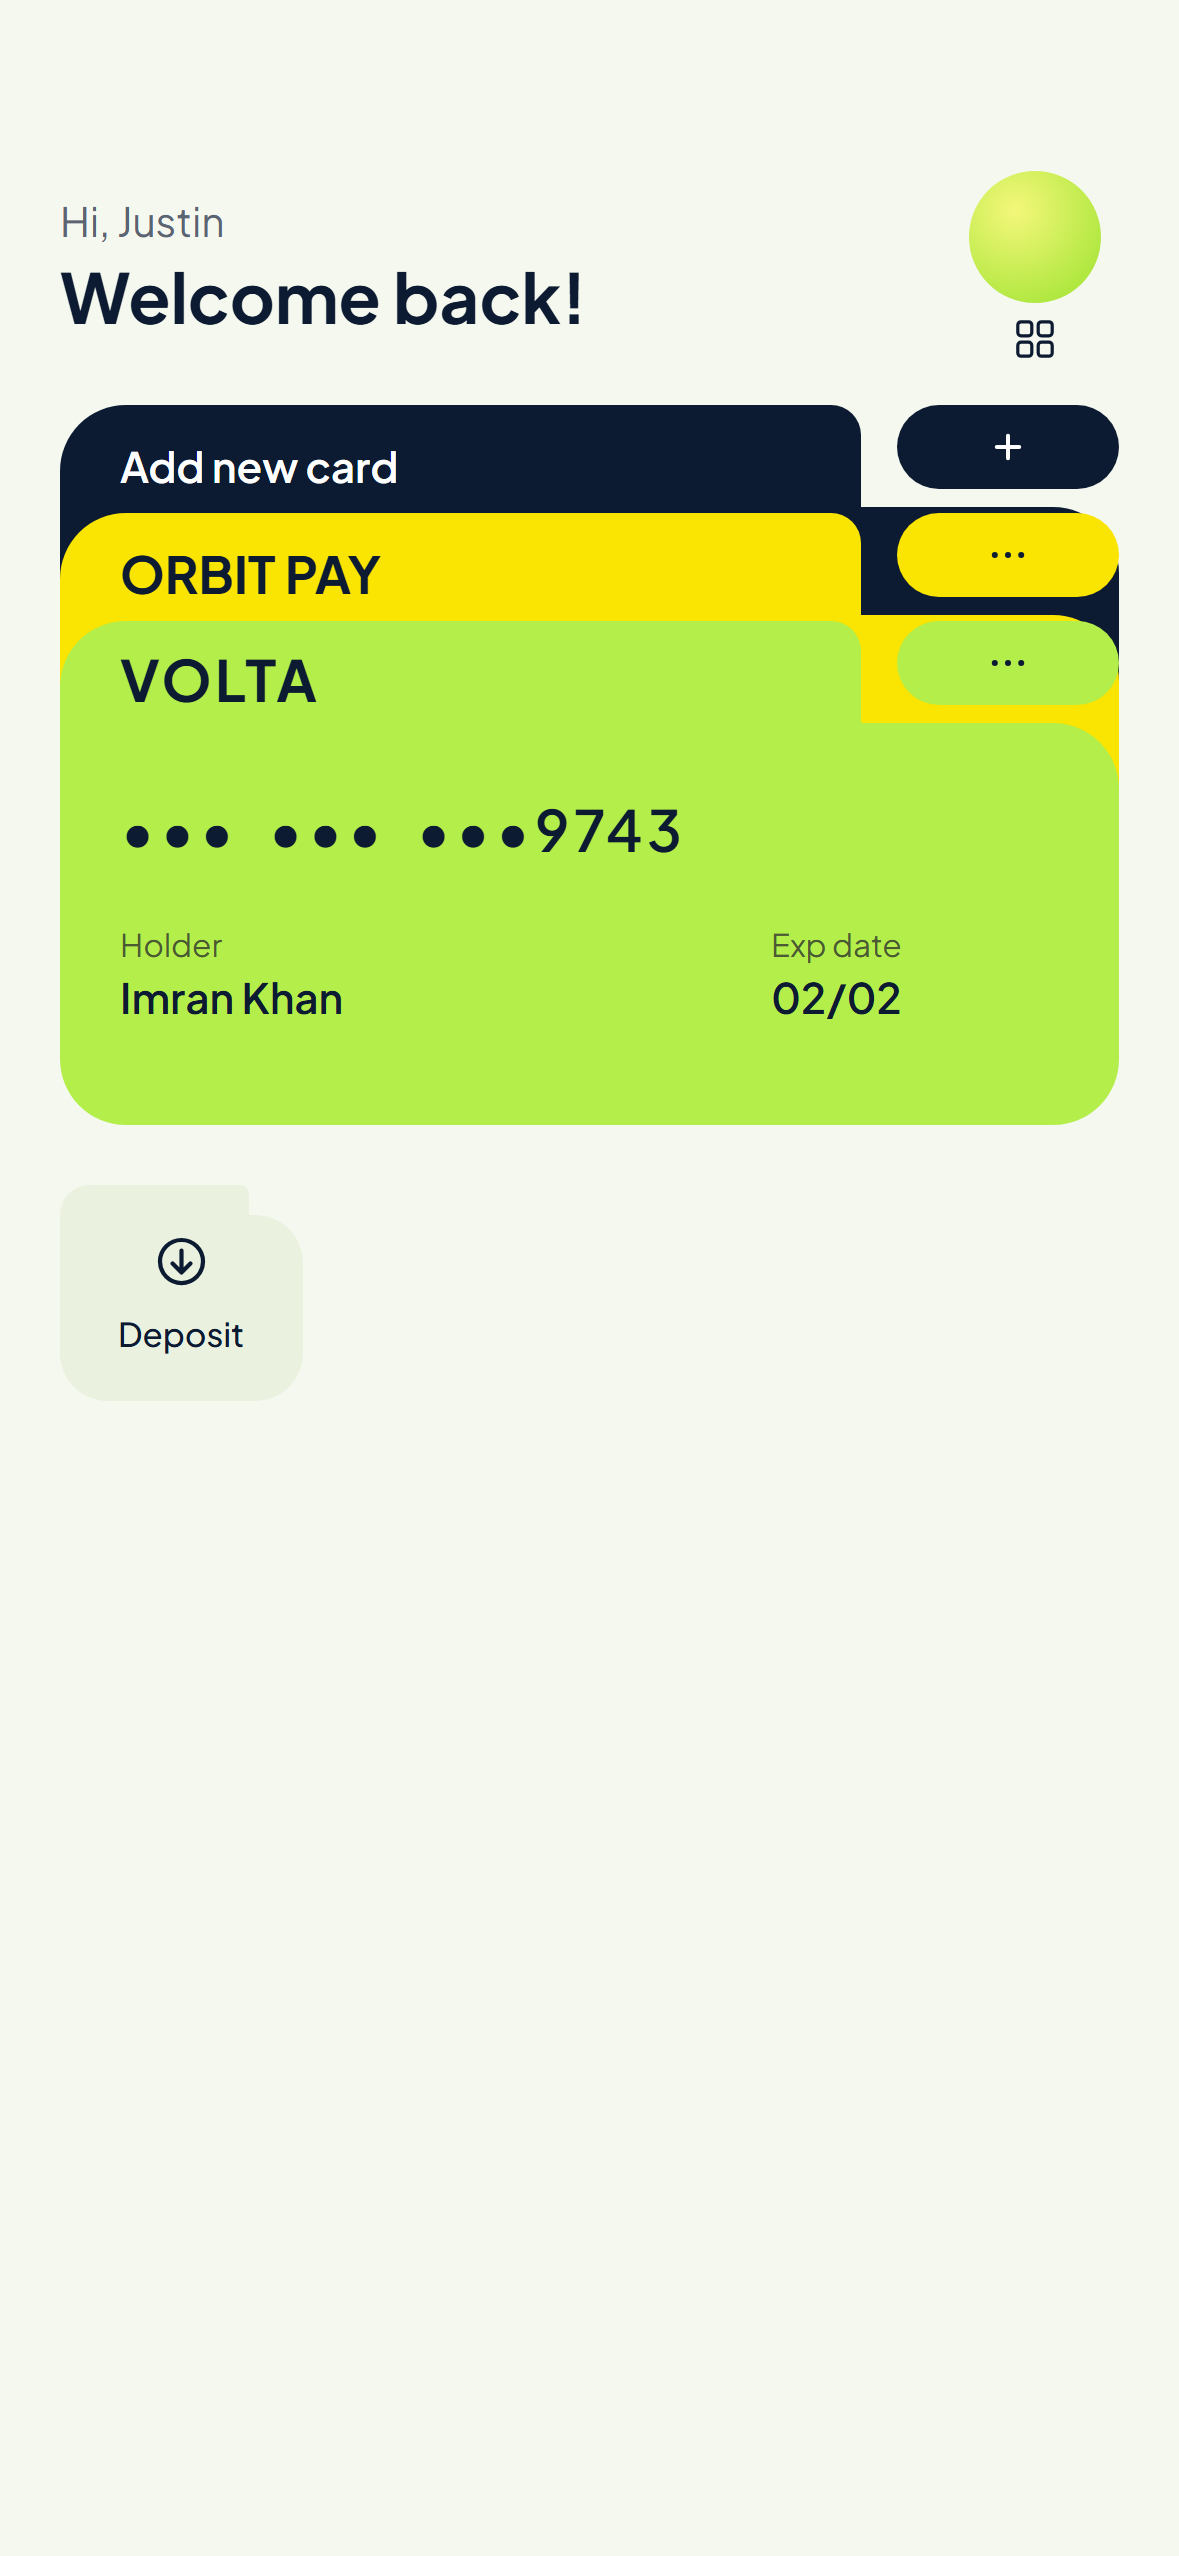 Hi, Justin
Welcome back!
Add new card
ORBIT PAY
VOLTA
●●● ●●● ●●●9743
Holder
Exp date
Imran Khan
02/02
Deposit